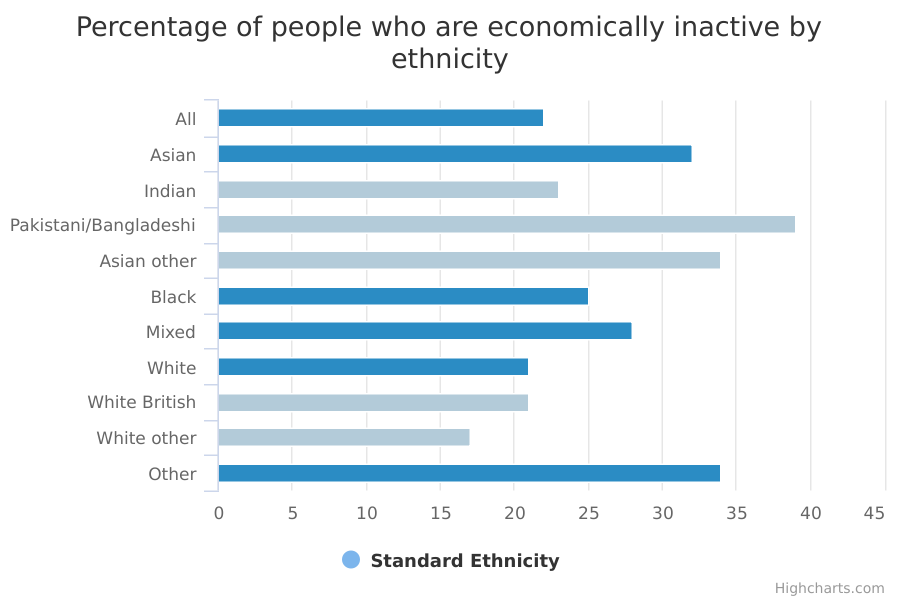 Percentage of people who are economically inactive by
ethnicity
All
Asian
Indian
Pakistani/Bangladeshi
Asian other
Black
Mixed
White
White British
White other
Other
0 5 10 15 20 25 30 35 40 45
Standard Ethnicity
Highcharts.com